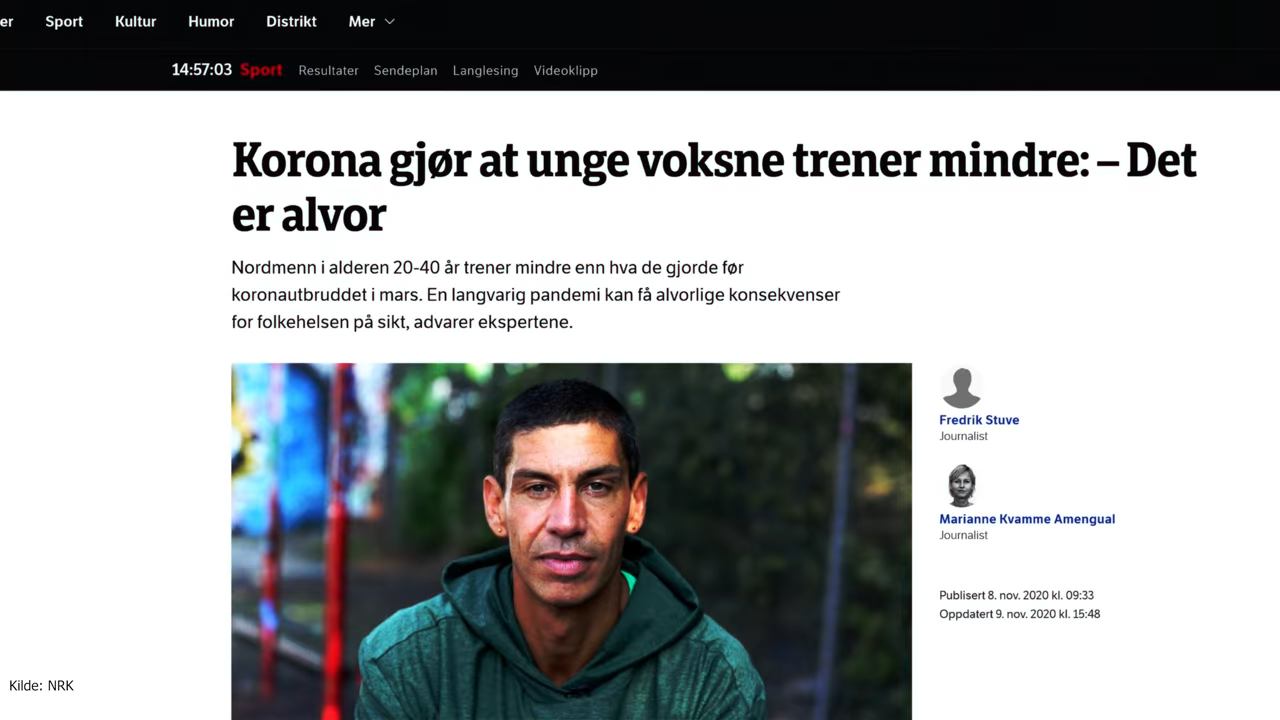 er Sport Kultur Humor Distrikt Mer
14:57:03 Sport Resultater Sendeplan Langlesing Videoklipp
Korona gjør at unge voksne trener mindre: – Det
er alvor
Nordmenn i alderen 20-40 år trener mindre enn hva de gjorde før
koronautbruddet i mars. En langvarig pandemi kan få alvorlige konsekvenser
for folkehelsen på sikt, advarer ekspertene.
Fredrik Stuve
Journalist
Marianne Kvamme Amengual
Journalist
Publisert 8. nov. 2020 kl. 09:33
Oppdatert 9. nov. 2020 kl. 15:48
Kilde: NRK